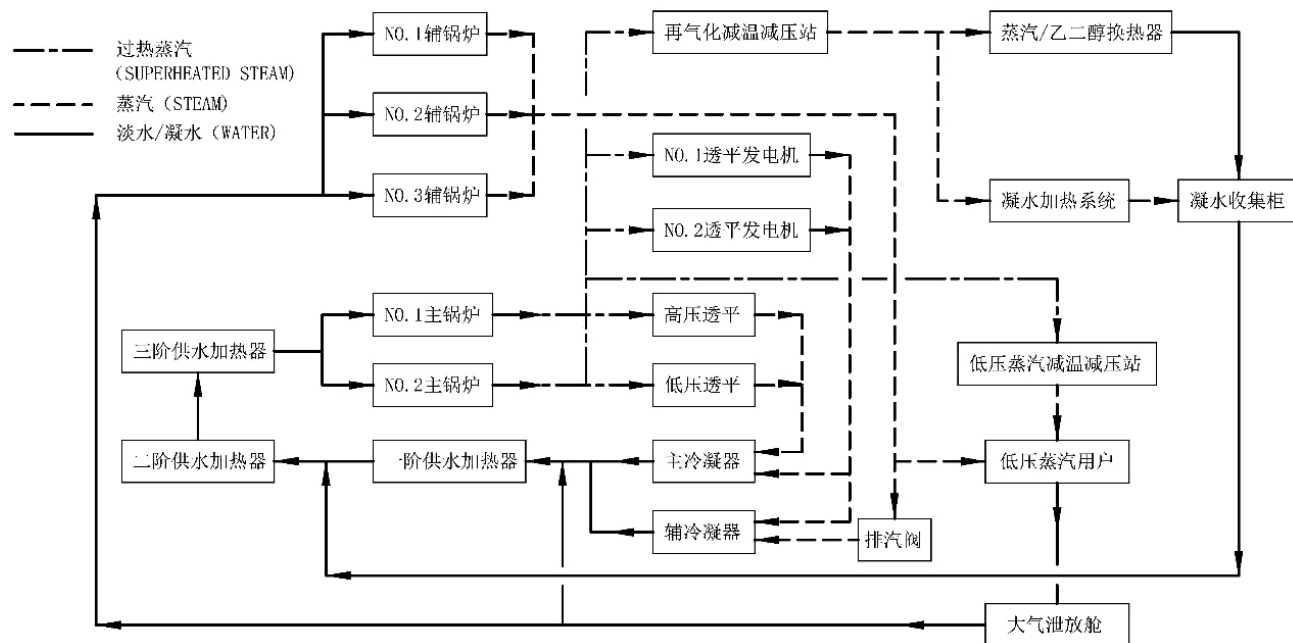 过热蒸汽
(SUPERHEATED STEAM)
蒸汽 (STEAM)
淡水/凝水 (WATER)
NO.1辅锅炉
NO.2辅锅炉
NO.3辅锅炉
再气化减温减压站
蒸汽/乙二醇换热器
NO.1透平发电机
NO.2透平发电机
凝水加热系统
凝水收集柜
NO.1主锅炉
NO.2主锅炉
高压透平
低压透平
三阶供水加热器
低压蒸汽减温减压站
二阶供水加热器
一阶供水加热器
主冷凝器
低压蒸汽用户
辅冷凝器
排汽阀
大气泄放舱